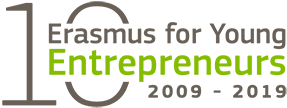 10
Erasmus for Young
Entrepreneurs
2009 - 2019